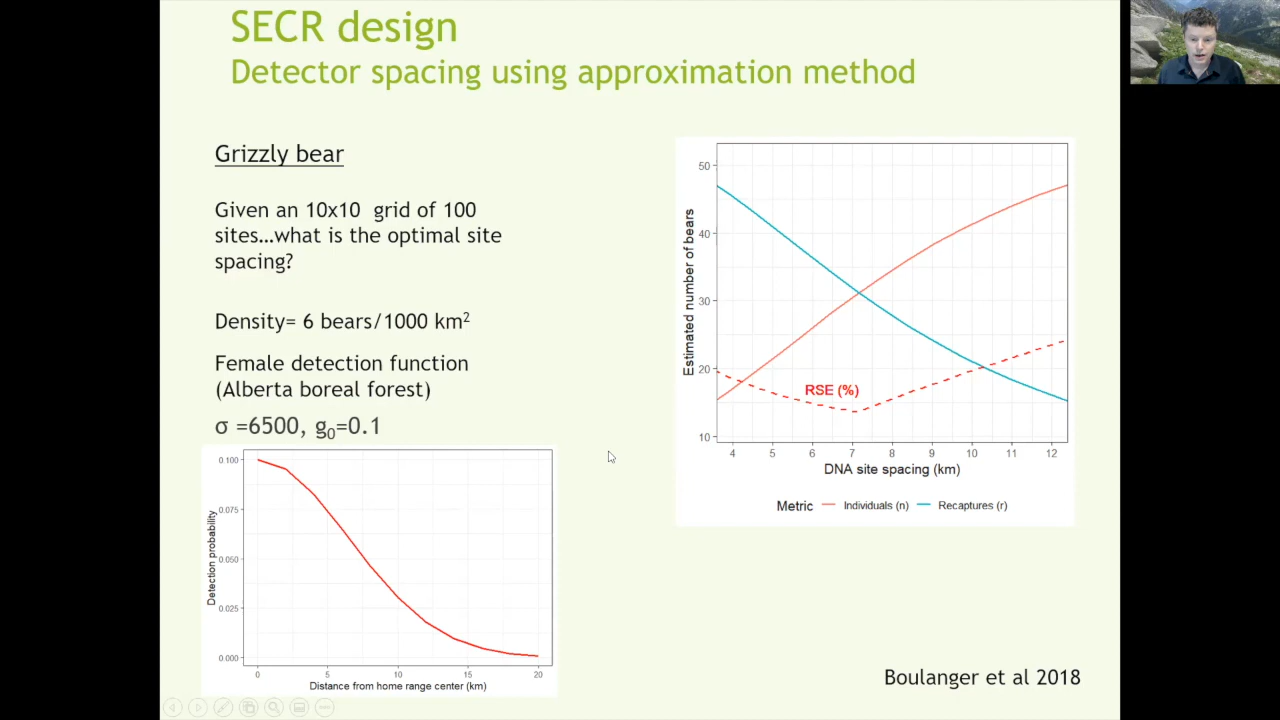 SECR design
Detector spacing using approximation method
Grizzly bear
Given an 10x10 grid of 100
sites…what is the optimal site
spacing?
Density= 6 bears/1000 km²
Female detection function
(Alberta boreal forest)
σ =6500, g₀=0.1
0.100
0.075
0.050
0.025
0.000
Detection probability
0 5 10 15 20
Distance from home range center (km)
50
40
30
20
10
Estimated number of bears
RSE (%)
4 5 6 7 8 9 10 11 12
DNA site spacing (km)
Metric Individuals (n) Recaptures (r)
Boulanger et al 2018